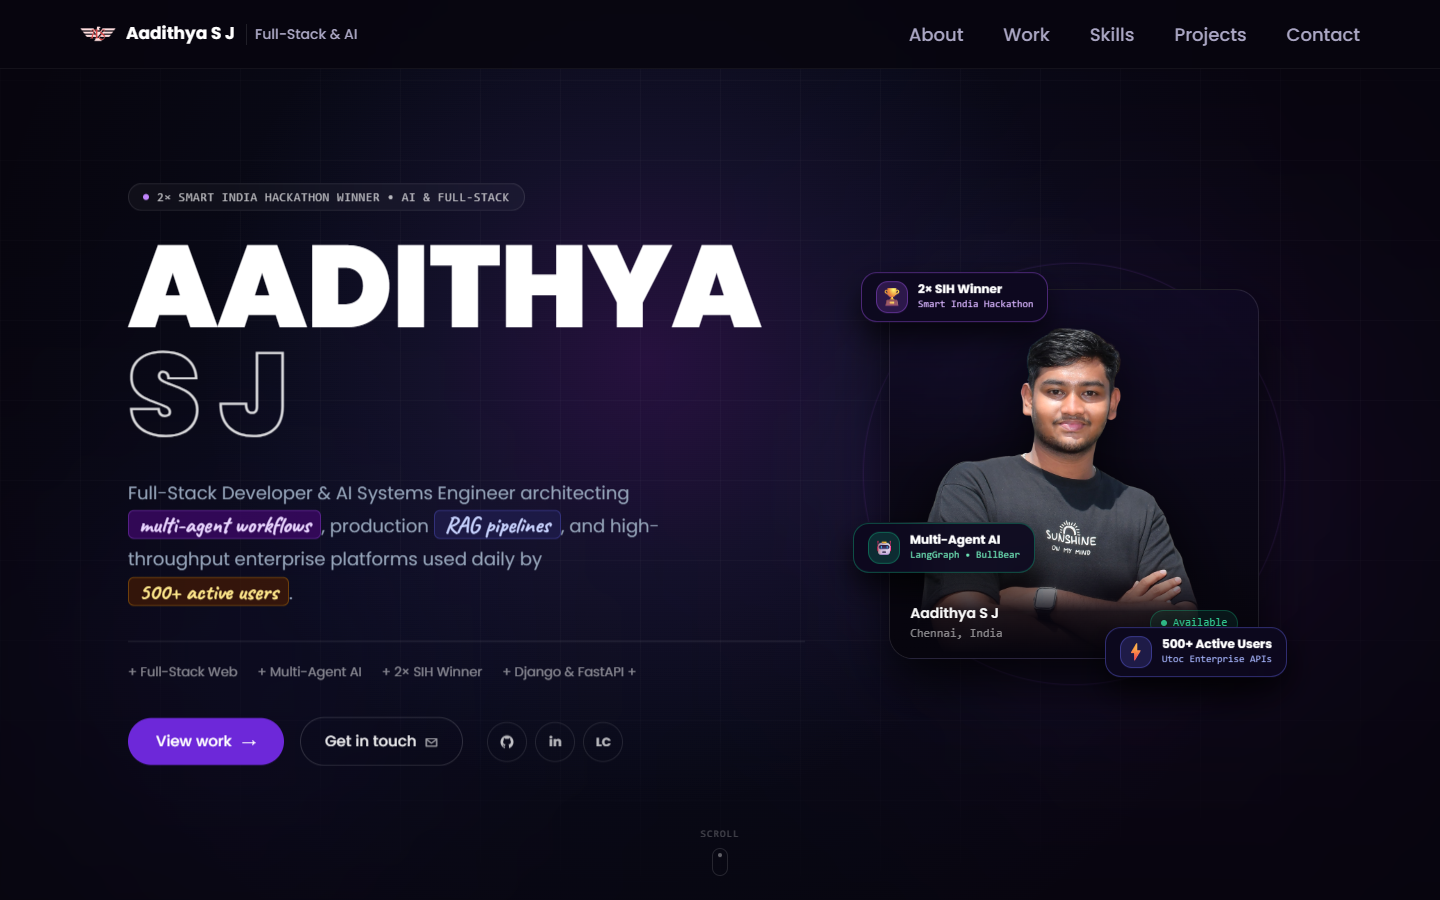 Aadithya S J
Full-Stack & AI
About
Work
Skills
Projects
Contact
2× SMART INDIA HACKATHON WINNER • AI & FULL-STACK
AADITHYA
S J
Full-Stack Developer & AI Systems Engineer architecting
multi-agent workflows, production RAG pipelines, and high-
throughput enterprise platforms used daily by
500+ active users.
+ Full-Stack Web + Multi-Agent AI + 2× SIH Winner + Django & FastAPI +
View work →
Get in touch
in
LC
2× SIH Winner
Smart India Hackathon
SUNSHINE
ON MY MIND
Multi-Agent AI
LangGraph • BullBear
Aadithya S J
Chennai, India
Available
500+ Active Users
Utoc Enterprise APIs
SCROLL